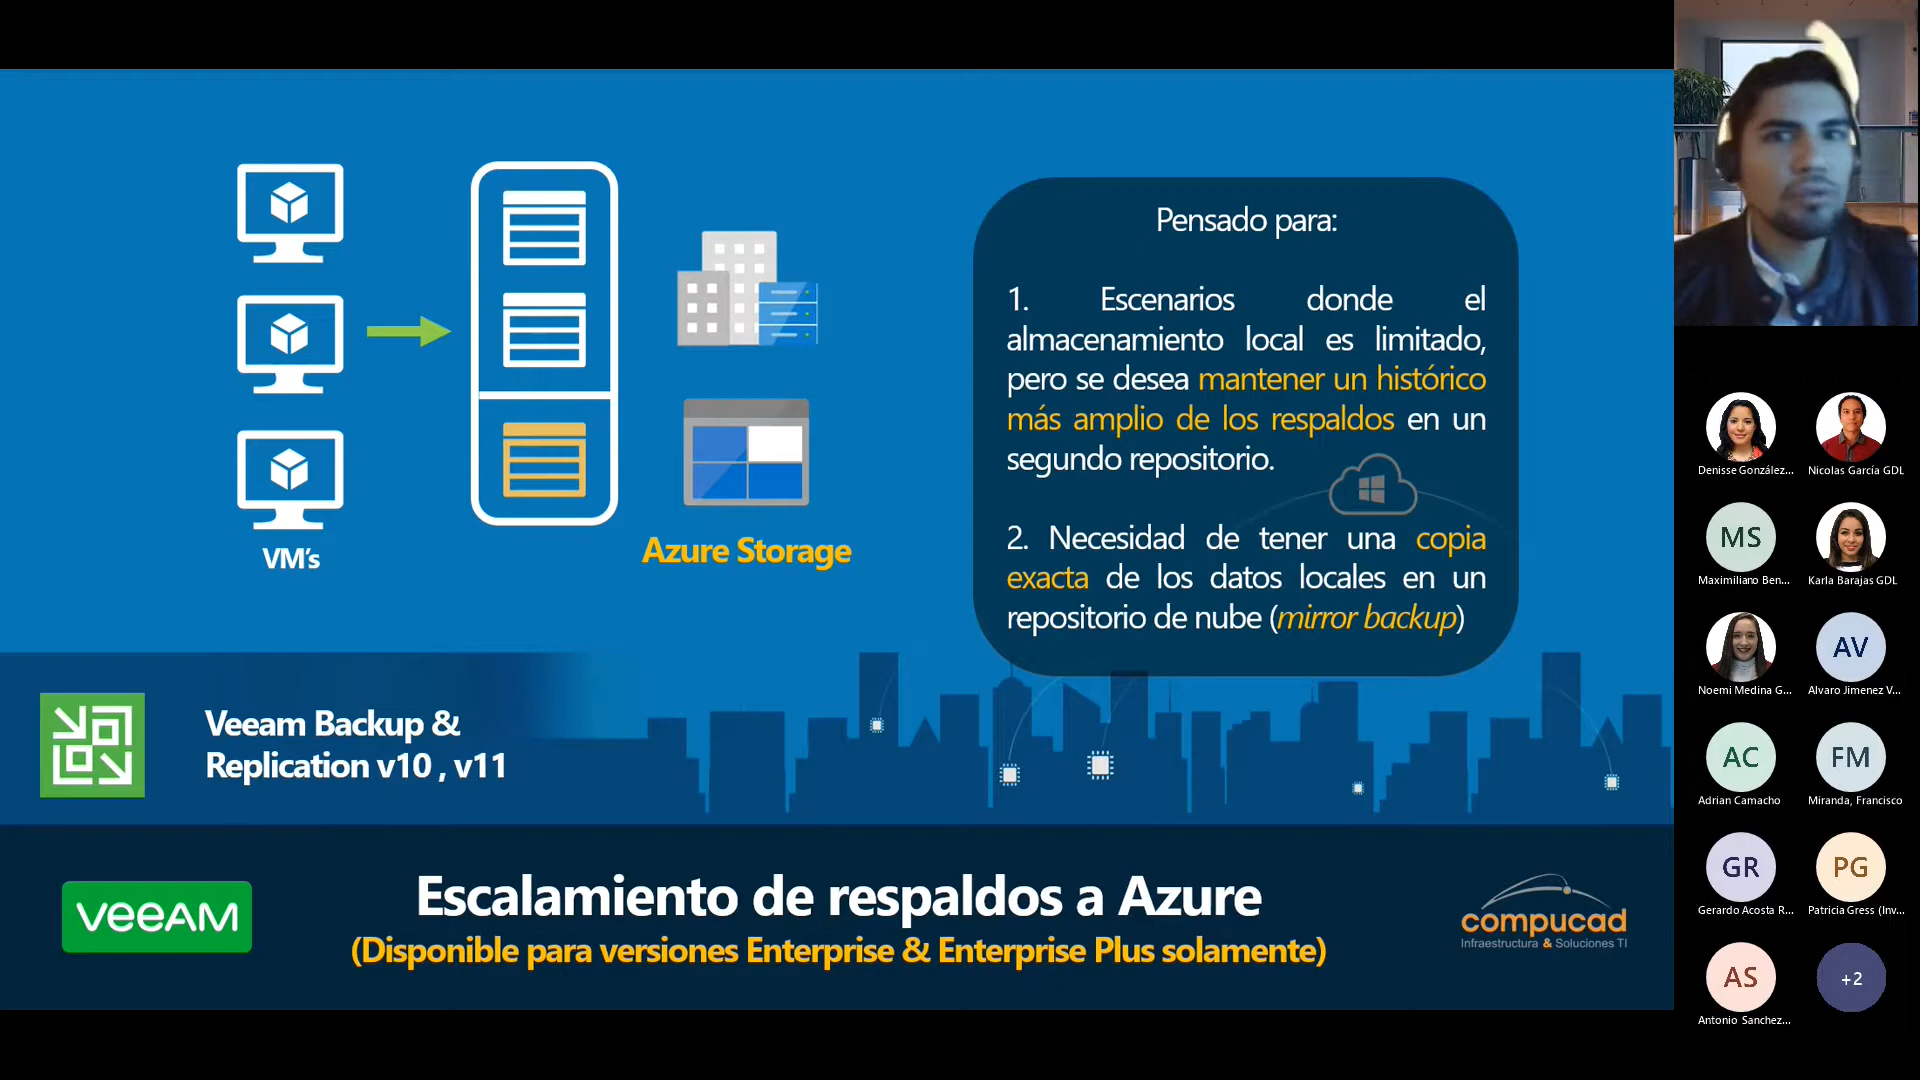 Pensado para:
1. Escenarios donde el
almacenamiento local es limitado,
pero se desea mantener un histórico
más amplio de los respaldos en un
segundo repositorio.
2. Necesidad de tener una copia
exacta de los datos locales en un
repositorio de nube (mirror backup)
VM's
Azure Storage
Veeam Backup &
Replication v10 , v11
veeAM
Escalamiento de respaldos a Azure
(Disponible para versiones Enterprise & Enterprise Plus solamente)
compucad
Infraestructura & Soluciones TI
Denisse González...
Nicolas García GDL
MS
Maximiliano Ben...
Karla Barajas GDL
Noemi Medina G...
AV
Alvaro Jimenez V...
AC
Adrian Camacho
FM
Miranda, Francisco
GR
Gerardo Acosta R...
PG
Patricia Gress (Inv...
AS
Antonio Sanchez...
+2